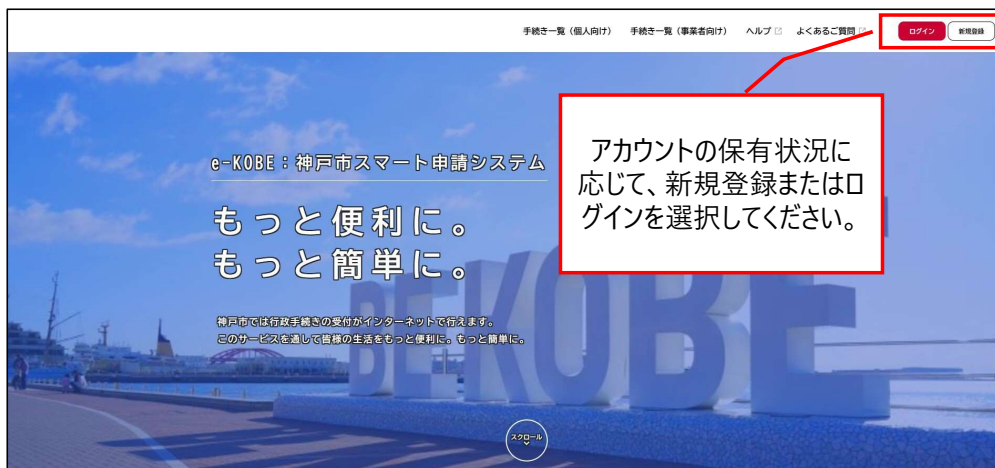 手続き一覧(個人向け) 手続き一覧(事業者向け) ヘルプ よくあるご質問 ログイン 新規登録
アカウントの保有状況に
応じて、新規登録またはロ
グインを選択してください。
e-KOBE:神戸市スマート申請システム
もっと便利に。
もっと簡単に。
神戸市では行政手続きの受付がインターネットで行えます。
このサービスを通して皆様の生活をもっと便利に。もっと簡単に。
BE KOBE
スクロール